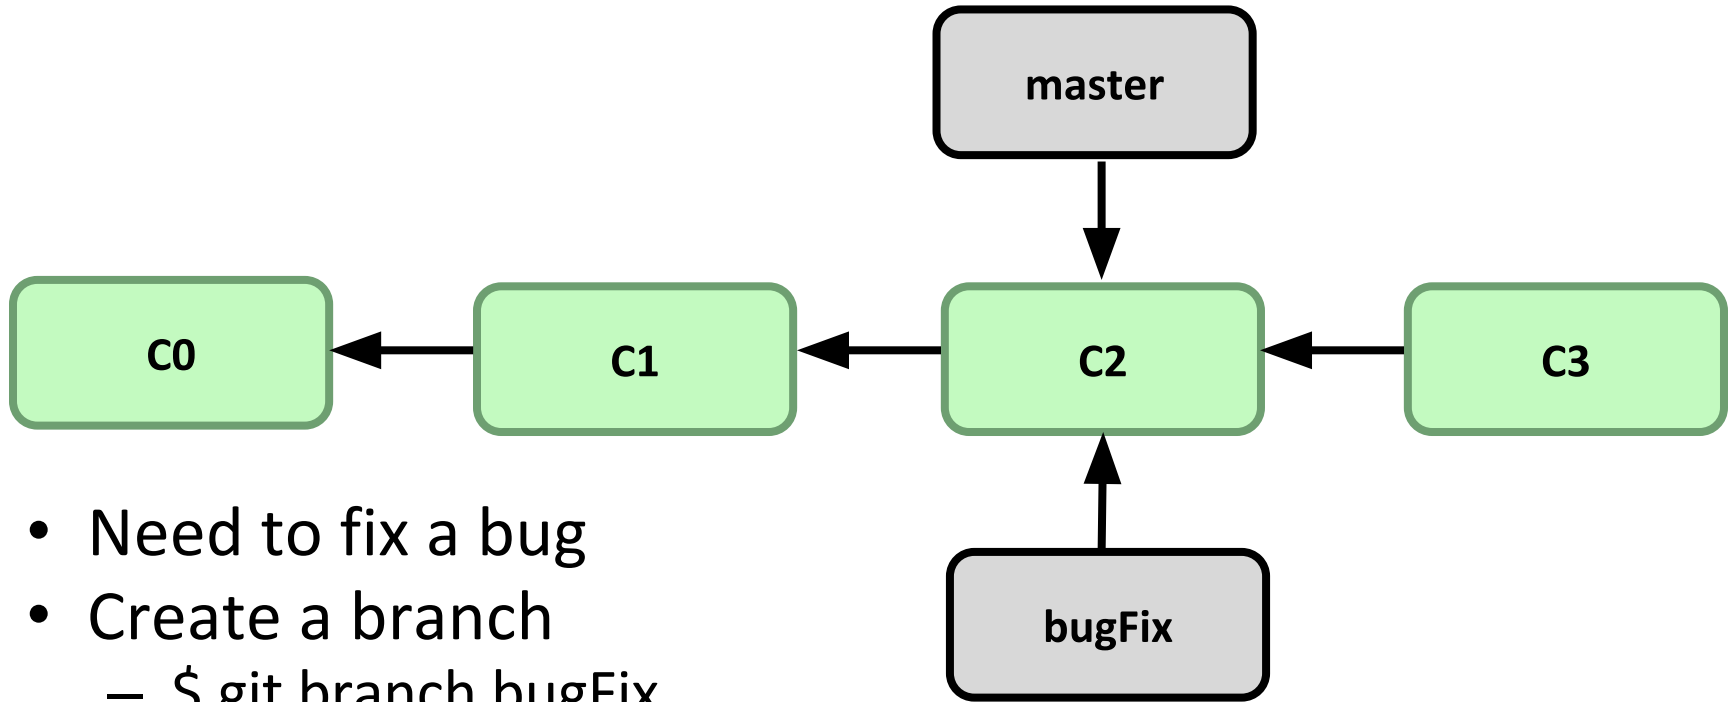 master
C0
C1
C2
C3
• Need to fix a bug
• Create a branch
– $ git branch bugFix
bugFix